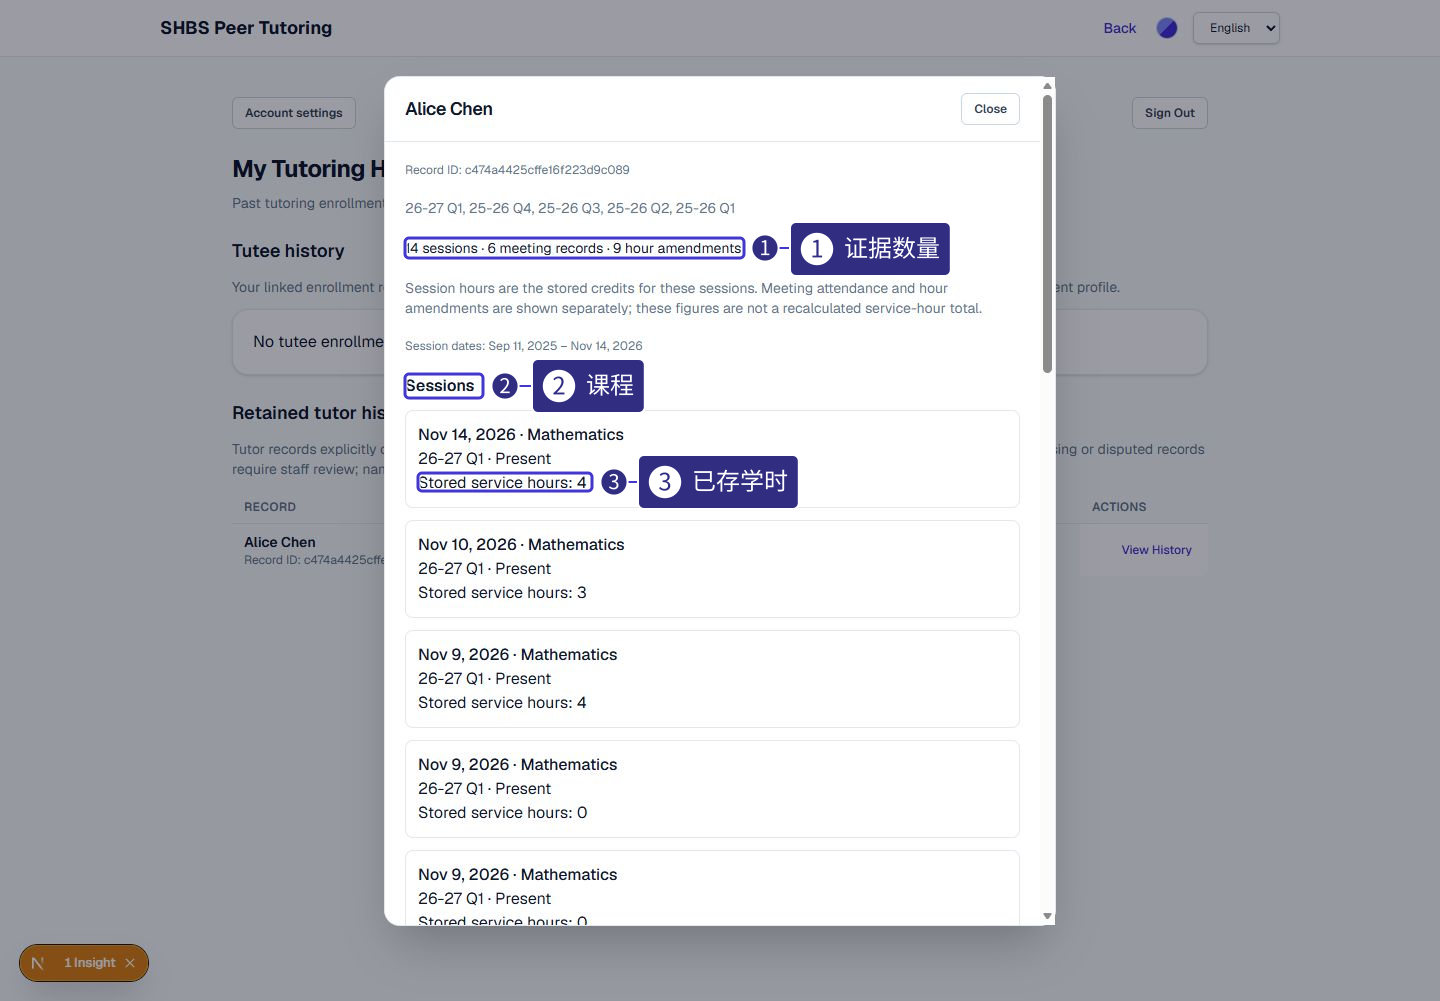 SHBS Peer Tutoring
Back
English
Account settings
Sign Out
My Tutoring H
Past tutoring enrollment
Tutee history
Your linked enrollment r
nt profile.
No tutee enrollme
Retained tutor his
Tutor records explicitly
ing or disputed records
require staff review; nam
RECORD
ACTIONS
Alice Chen
Record ID: c474a4425cffe
View History
Alice Chen
Close
Record ID: c474a4425cffe16f223d9c089
26-27 Q1, 25-26 Q4, 25-26 Q3, 25-26 Q2, 25-26 Q1
14 sessions · 6 meeting records · 9 hour amendments
1
1 证据数量
Session hours are the stored credits for these sessions. Meeting attendance and hour
amendments are shown separately; these figures are not a recalculated service-hour total.
Session dates: Sep 11, 2025 – Nov 14, 2026
Sessions
2
2 课程
Nov 14, 2026 · Mathematics
26-27 Q1 · Present
Stored service hours: 4
3
3 已存学时
Nov 10, 2026 · Mathematics
26-27 Q1 · Present
Stored service hours: 3
Nov 9, 2026 · Mathematics
26-27 Q1 · Present
Stored service hours: 4
Nov 9, 2026 · Mathematics
26-27 Q1 · Present
Stored service hours: 0
Nov 9, 2026 · Mathematics
26-27 Q1 · Present
Stored service hours: 0
N
1 Insight